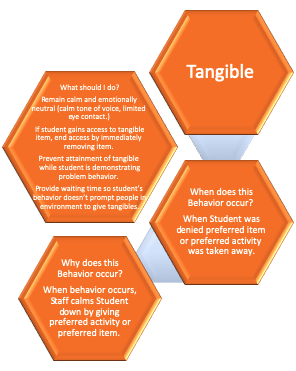 Tangible
What should I do?
Remain calm and emotionally
neutral (calm tone of voice, limited
eye contact.)
If student gains access to tangible
item, end access by immediately
removing item.
Prevent attainment of tangible
while student is demonstrating
problem behavior.
Provide waiting time so student's
behavior doesn't prompt people in
environment to give tangibles.
When does this
Behavior occur?
When Student was
denied preferred item
or preferred activity
was taken away.
Why does this
Behavior occur?
When behavior occurs,
Staff calms Student
down by giving
preferred activity or
preferred item.